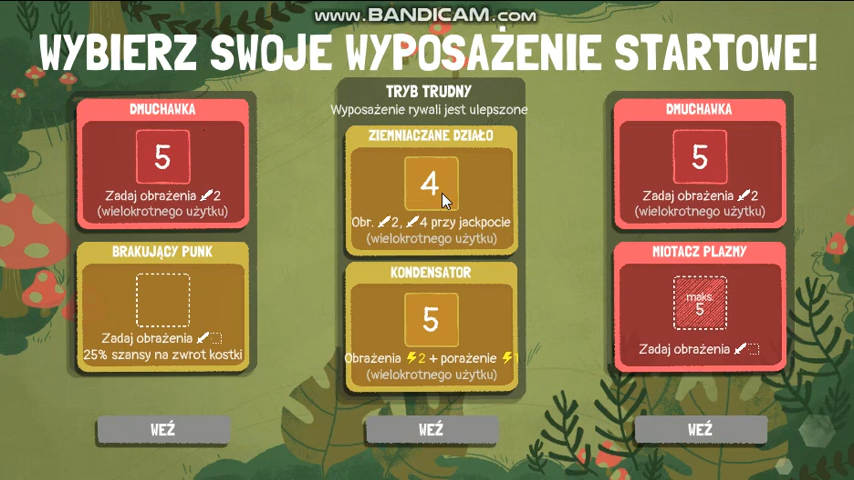 www.BANDICAM.com
WYBIERZ SWOJE WYPOSAŻENIE STARTOWE!
DMUCHAWKA
5
Zadaj obrażenia 2
(wielokrotnego użytku)
BRAKUJĄCY PUNK
Zadaj obrażenia
25% szansy na zwrot kostki
WEŹ
TRYB TRUDNY
Wyposażenie rywali jest ulepszone
ZIEMNIACZANE DZIAŁO
4
Obr. 2, 4 przy jackpocie
(wielokrotnego użytku)
KONDENSATOR
5
Obrażenia 2 + porażenie 1
(wielokrotnego użytku)
WEŹ
DMUCHAWKA
5
Zadaj obrażenia 2
(wielokrotnego użytku)
MIOTACZ PLAZMY
maks.
5
Zadaj obrażenia
WEŹ